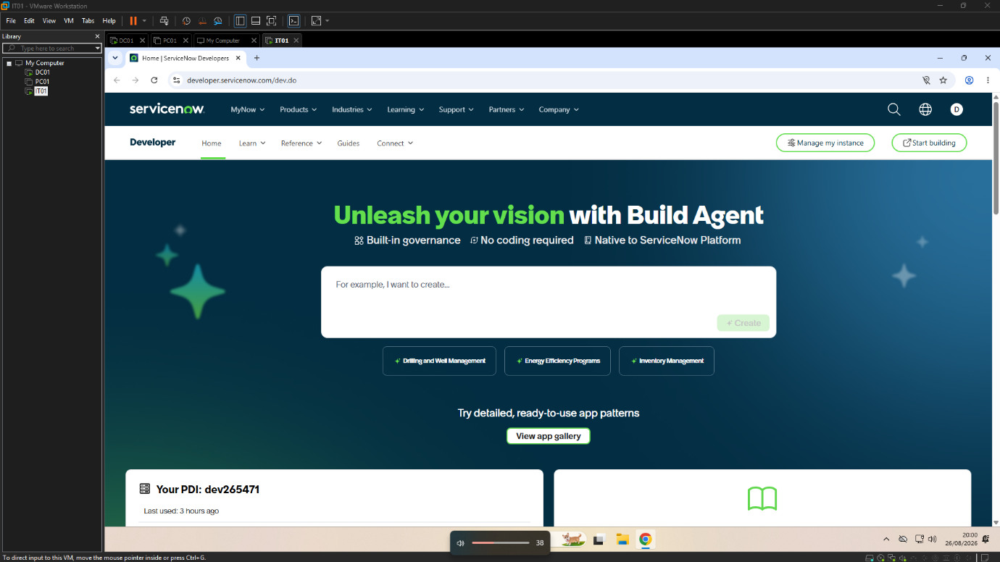 IT01 - VMware Workstation
File Edit View VM Tabs Help
Library
Type here to search
My Computer
DC01
PC01
IT01
DC01 PC01 My Computer IT01
Home | ServiceNow Developers
developer.servicenow.com/dev.do
servicenow MyNow Products Industries Learning Support Partners Company D
Developer Home Learn Reference Guides Connect Manage my instance Start building
Unleash your vision with Build Agent
Built-in governance No coding required Native to ServiceNow Platform
For example, I want to create...
Create
Drilling and Well Management Energy Efficiency Programs Inventory Management
Try detailed, ready-to-use app patterns
View app gallery
Your PDI: dev265471
Last used: 3 hours ago
38
20:00
26/08/2026
To direct input to this VM, move the mouse pointer inside or press Ctrl+G.